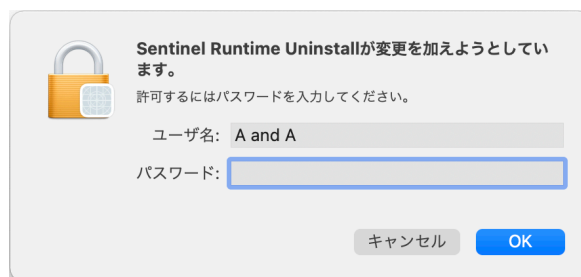 Sentinel Runtime Uninstallが変更を加えようとしてい
ます。
許可するにはパスワードを入力してください。
ユーザ名: A and A
パスワード:
キャンセル OK